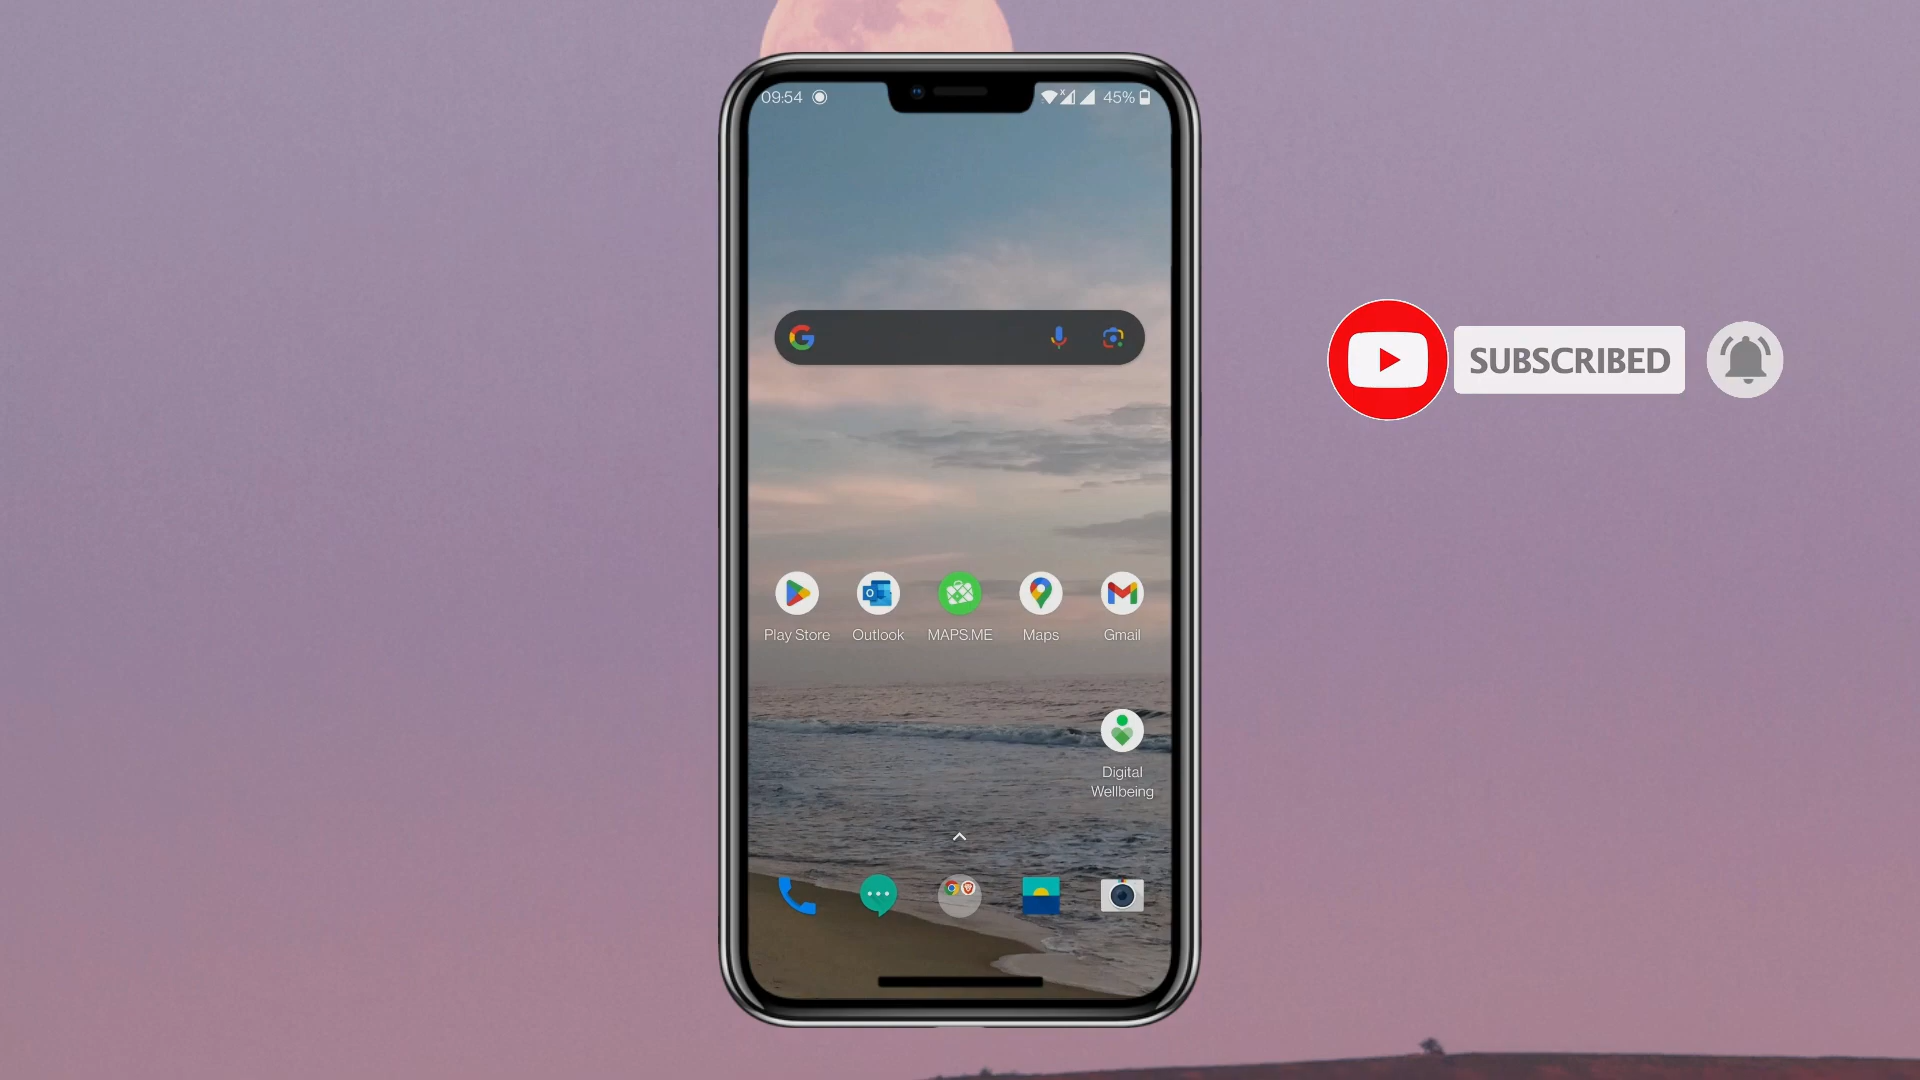 09:54
45%
SUBSCRIBED
Play Store
Outlook
MAPS.ME
Maps
Gmail
Digital
Wellbeing